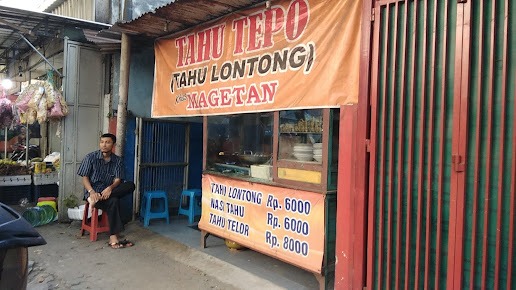 TAHU TEPO
(TAHU LONTONG)
MAGETAN
TAHU LONTONG Rp. 6000
NASI TAHU Rp. 6000
TAHU TELOR Rp. 8000